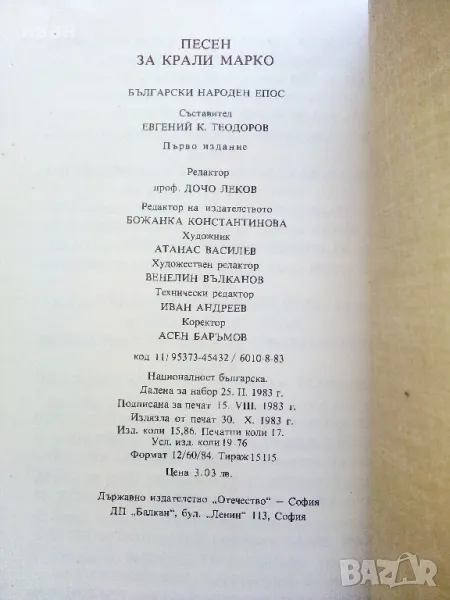 ПЕСЕН
ЗА КРАЛИ МАРКО
БЪЛГАРСКИ НАРОДЕН ЕПОС
Съставител
ЕВГЕНИЙ К. ТЕОДОРОВ
Първо издание
Редактор
проф. ДОЧО ЛЕКОВ
Редактор на издателството
БОЖАНКА КОНСТАНТИНОВА
Художник
АТАНАС ВАСИЛЕВ
Художествен редактор
ВЕНЕЛИН ВЪЛКАНОВ
Технически редактор
ИВАН АНДРЕЕВ
Коректор
АСЕН БАРЪМОВ
код 11/95373-45432/6010-8-83
Националност българска.
Дадена за набор 25. II. 1983 г.
Подписана за печат 15. VIII. 1983 г.
Излязла от печат 30. X. 1983 г.
Изд. коли 15,86. Печатни коли 17.
Усл. изд. коли 19·76
Формат 12/60/84. Тираж 15115
Цена 3.03 лв.
Държавно издателство „Отечество“ — София
ДП „Балкан“, бул. „Ленин“ 113, София
bazar.bg